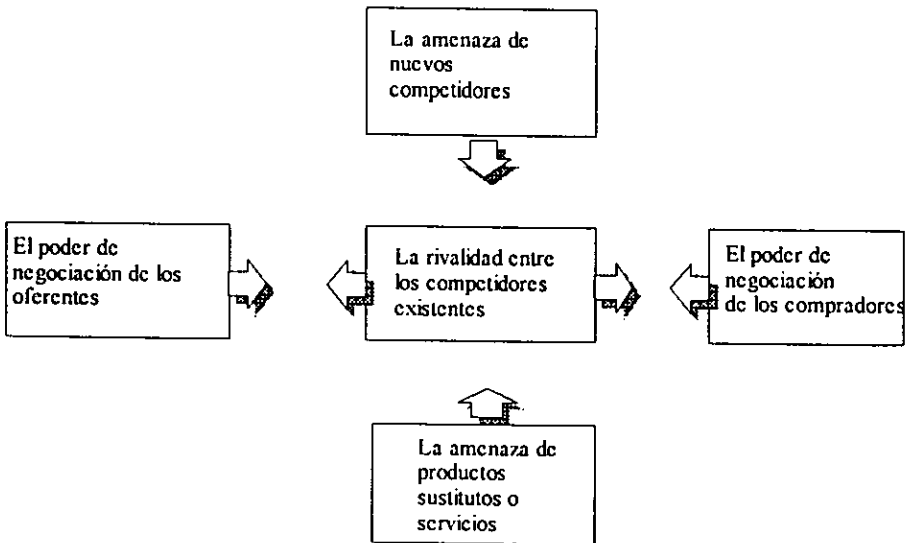 La amenaza de
nuevos
competidores
El poder de
negociación de los
oferentes
La rivalidad entre
los competidores
existentes
El poder de
negociación
de los compradores
La amenaza de
productos
sustitutos o
servicios